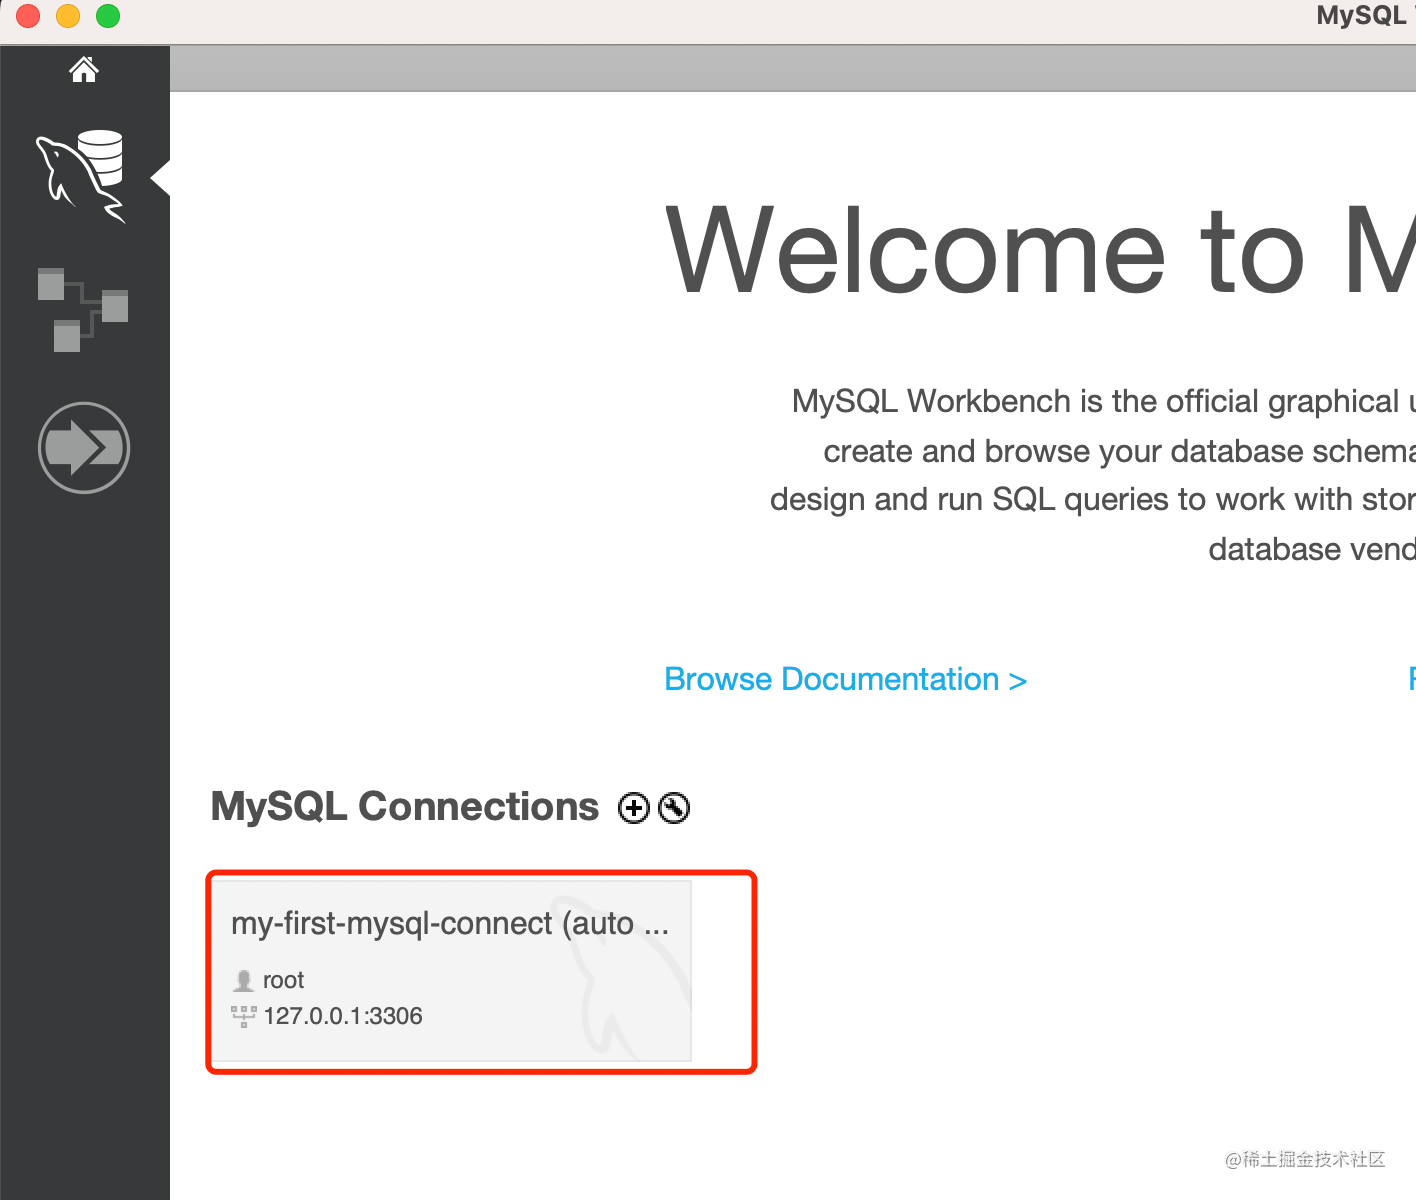 MySQL
Welcome to M
MySQL Workbench is the official graphical u
create and browse your database schema
design and run SQL queries to work with stor
database vend
Browse Documentation >
MySQL Connections
my-first-mysql-connect (auto ...
root
127.0.0.1:3306
@稀土掘金技术社区